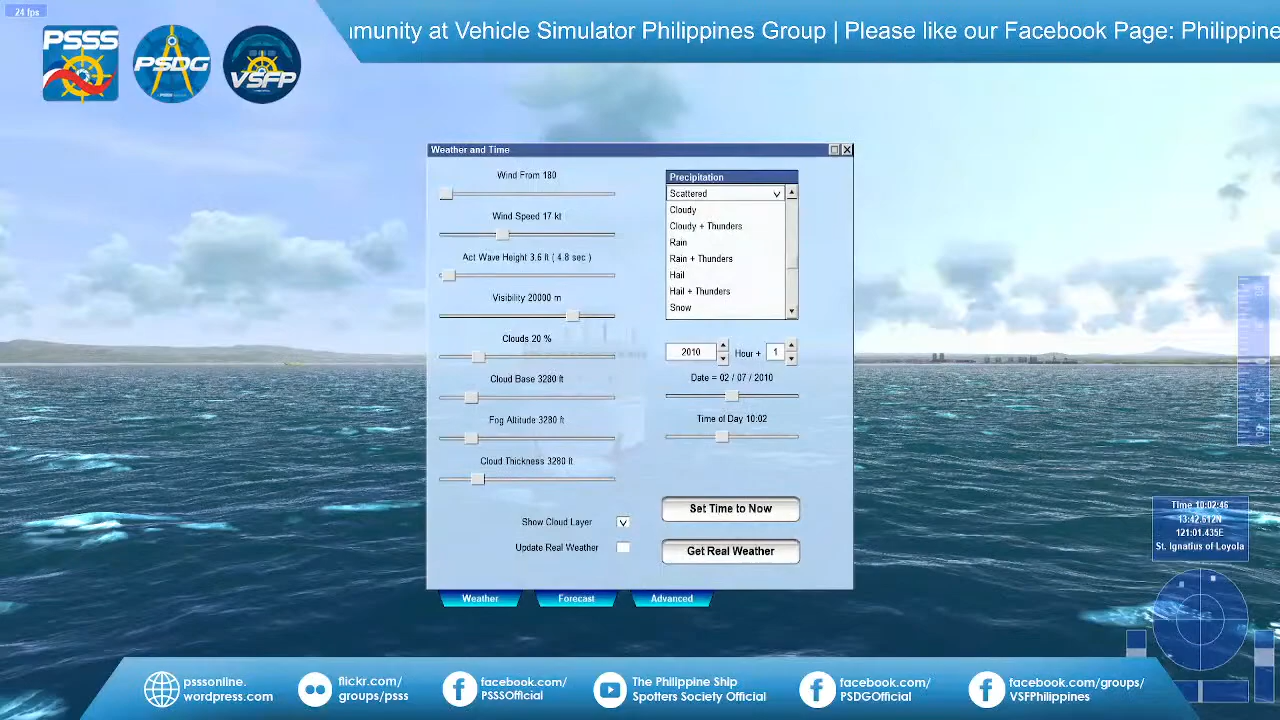 24 fps
mmunity at Vehicle Simulator Philippines Group | Please like our Facebook Page: Philippine
PSSS
PSDG
VSFP
Weather and Time
Wind From 180
Wind Speed 17 kt
Act Wave Height 3.6 ft ( 4.8 sec )
Visibility 20000 m
Clouds 20 %
Cloud Base 3280 ft
Fog Altitude 3280 ft
Cloud Thickness 3280 ft
Show Cloud Layer
Update Real Weather
Precipitation
Scattered
Cloudy
Cloudy + Thunders
Rain
Rain + Thunders
Hail
Hail + Thunders
Snow
2010 Hour + 1
Date = 02 / 07 / 2010
Time of Day 10:02
Set Time to Now
Get Real Weather
Weather Forecast Advanced
Time 10:02:46
13:42.612N
121:01.435E
St. Ignatius of Loyola
psssonline.
wordpress.com
flickr.com/
groups/psss
facebook.com/
PSSSOfficial
The Philippine Ship
Spotters Society Official
facebook.com/
PSDGOfficial
facebook.com/groups/
VSFPhilippines